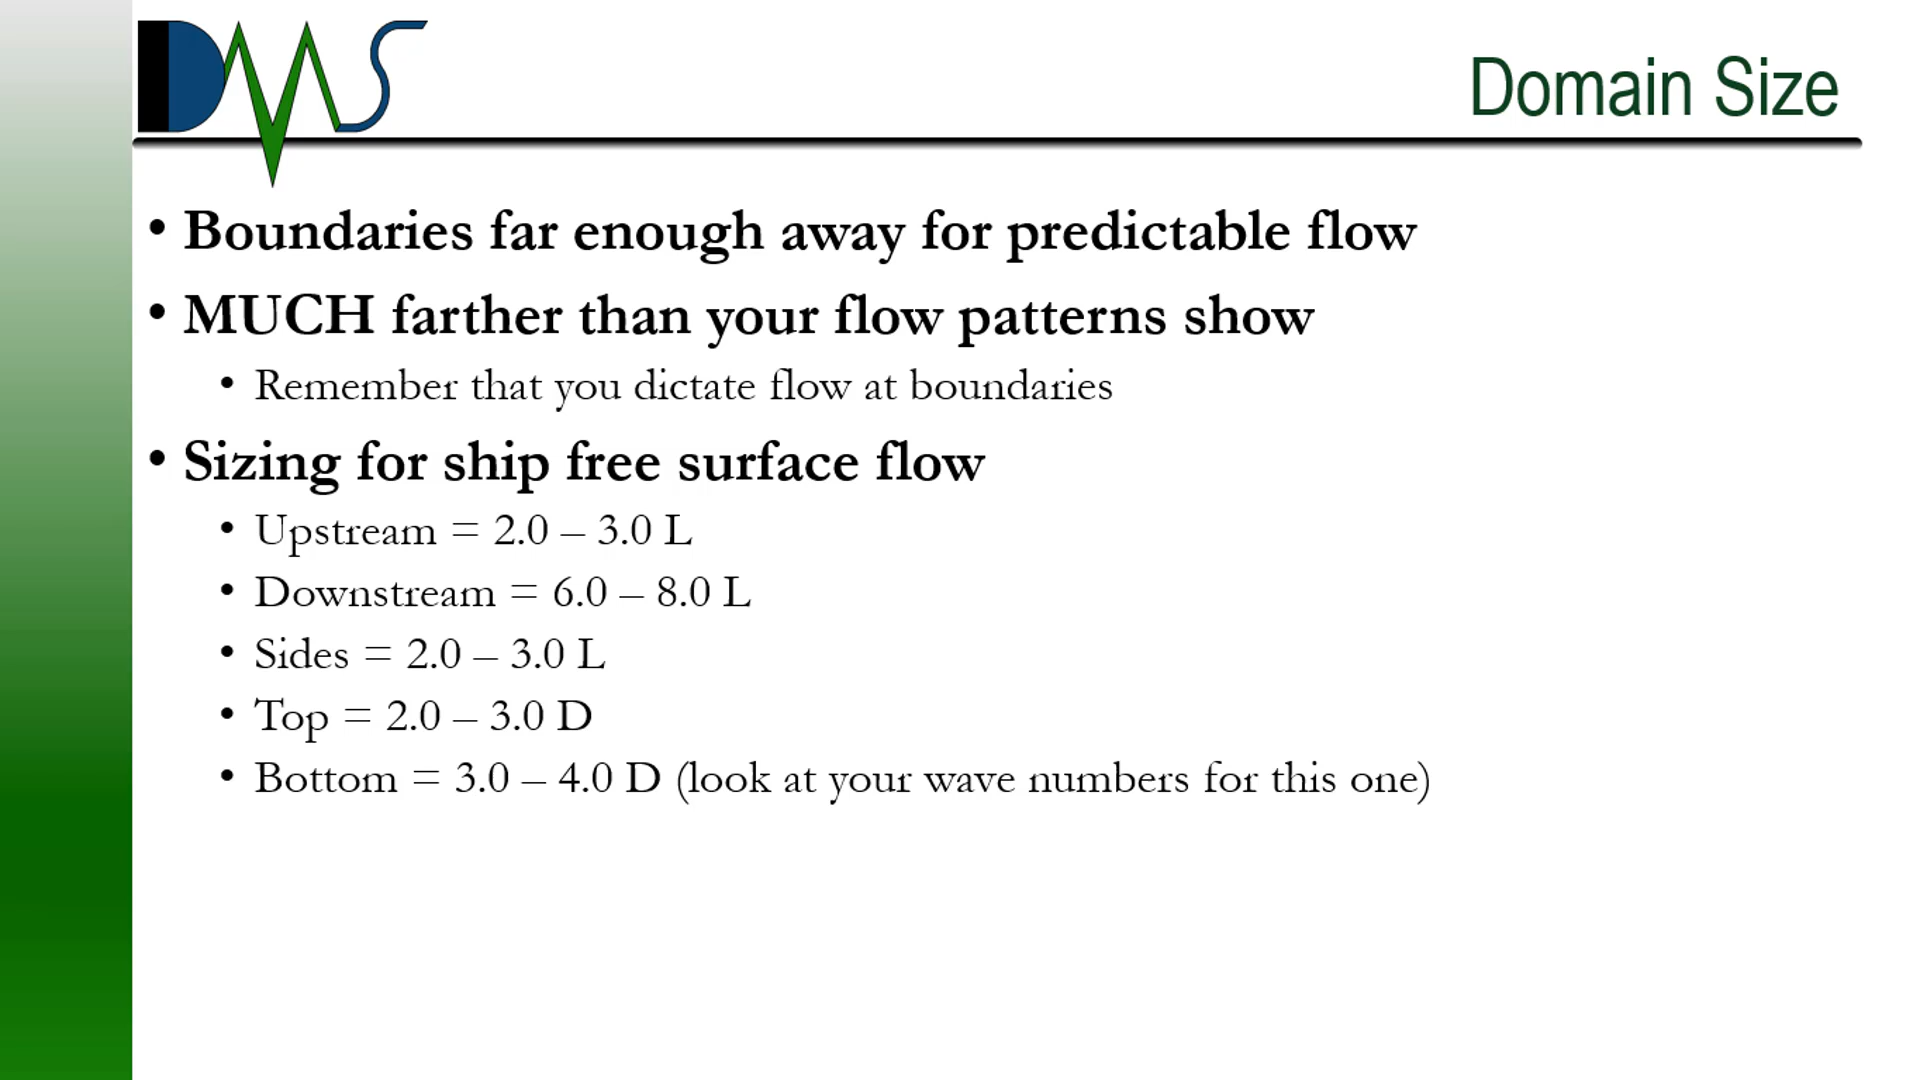 DMS
Domain Size
• Boundaries far enough away for predictable flow
• MUCH farther than your flow patterns show
• Remember that you dictate flow at boundaries
• Sizing for ship free surface flow
• Upstream = 2.0 – 3.0 L
• Downstream = 6.0 – 8.0 L
• Sides = 2.0 – 3.0 L
• Top = 2.0 – 3.0 D
• Bottom = 3.0 – 4.0 D (look at your wave numbers for this one)